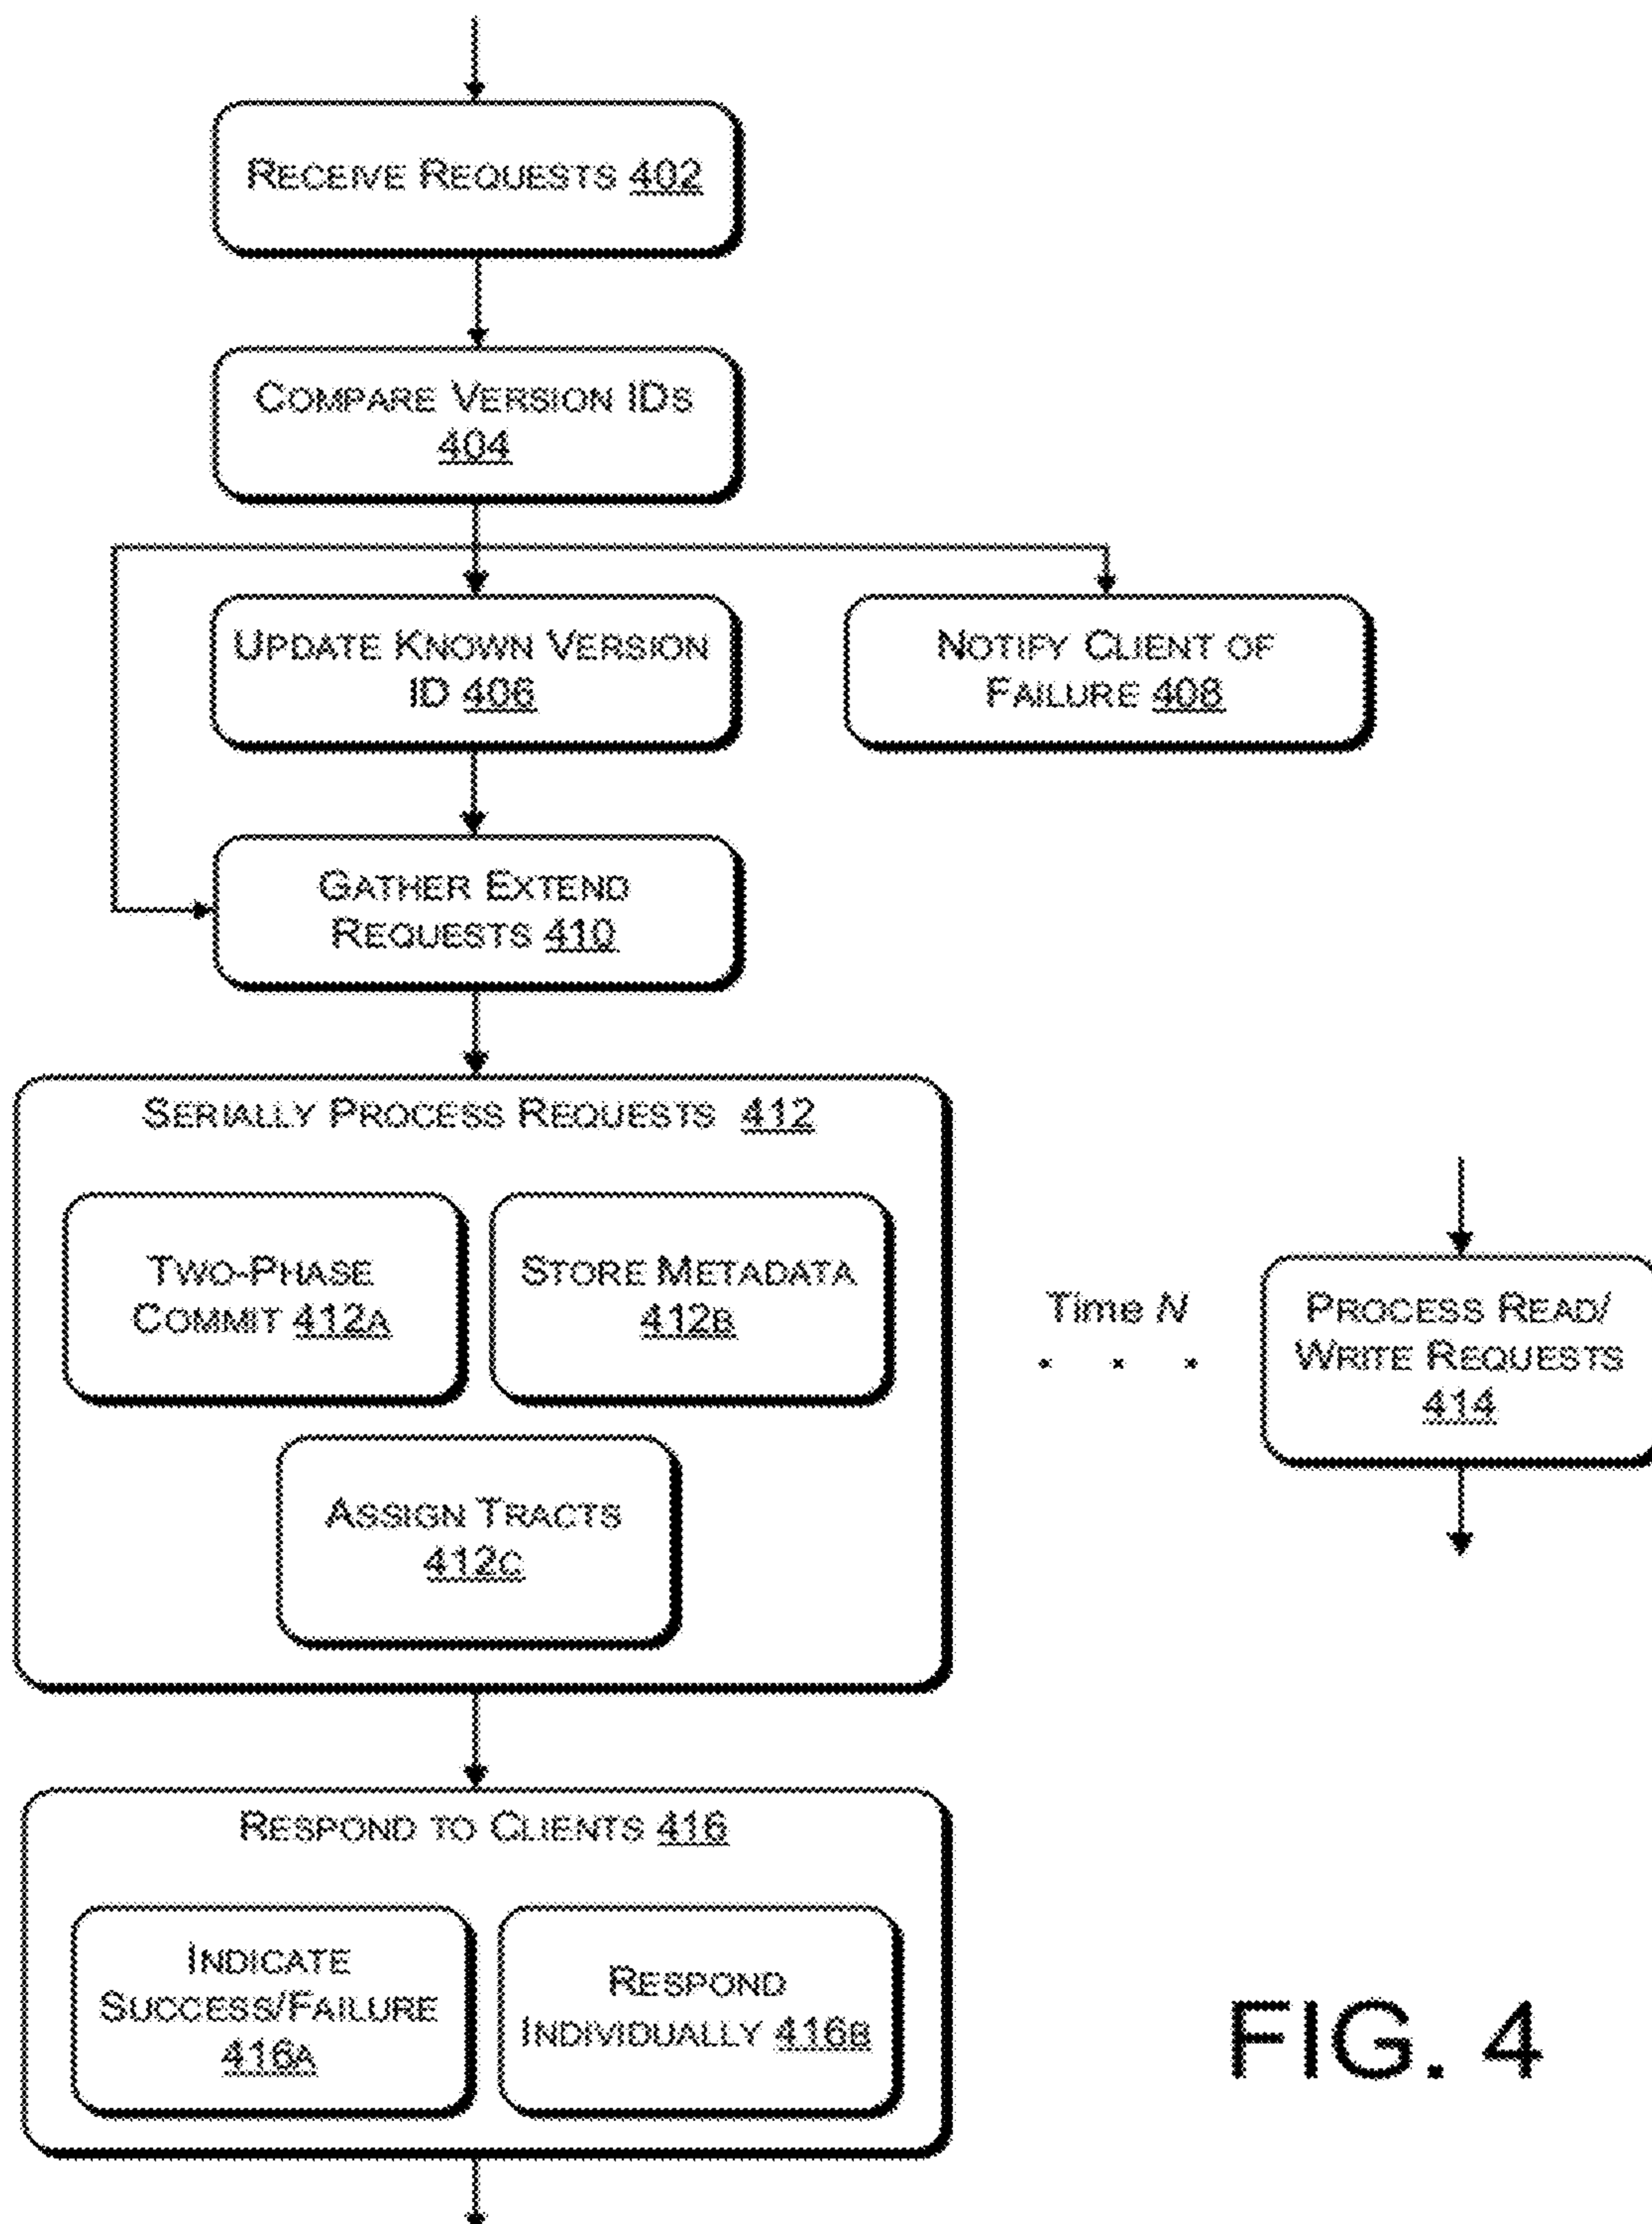 RECEIVE REQUESTS 402
COMPARE VERSION IDS
404
UPDATE KNOWN VERSION
ID 406
NOTIFY CLIENT OF
FAILURE 408
GATHER EXTEND
REQUESTS 410
SERIALLY PROCESS REQUESTS 412
TWO-PHASE
COMMIT 412A
STORE METADATA
412B
ASSIGN TRACTS
412C
Time N
. . .
PROCESS READ/
WRITE REQUESTS
414
RESPOND TO CLIENTS 416
INDICATE
SUCCESS/FAILURE
416A
RESPOND
INDIVIDUALLY 416B
FIG. 4